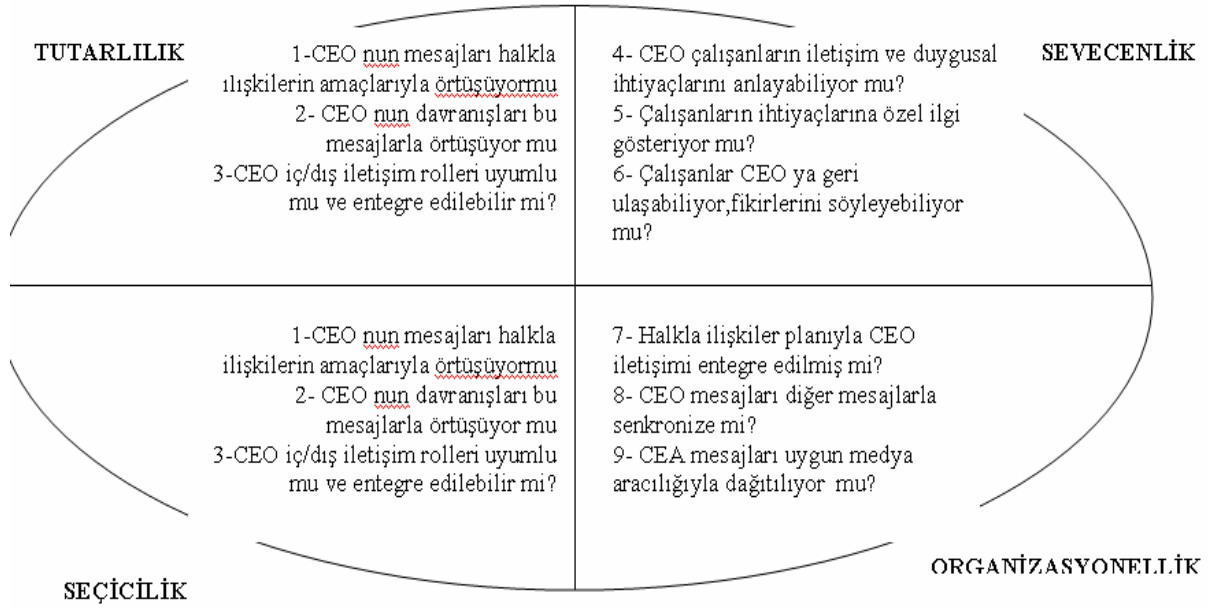 TUTARLILIK
1-CEO nun mesajları halkla
ilişkilerin amaçlarıyla örtüşüyormu
2- CEO nun davranışları bu
mesajlarla örtüşüyor mu
3-CEO iç/dış iletişim rolleri uyumlu
mu ve entegre edilebilir mi?
SEVECENLİK
4- CEO çalışanların iletişim ve duygusal
ihtiyaçlarını anlayabiliyor mu?
5- Çalışanların ihtiyaçlarına özel ilgi
gösteriyor mu?
6- Çalışanlar CEO ya geri
ulaşabiliyor,fikirlerini söyleyebiliyor
mu?
1-CEO nun mesajları halkla
ilişkilerin amaçlarıyla örtüşüyormu
2- CEO nun davranışları bu
mesajlarla örtüşüyor mu
3-CEO iç/dış iletişim rolleri uyumlu
mu ve entegre edilebilir mi?
SEÇİCİLİK
7- Halkla ilişkiler planıyla CEO
iletişimi entegre edilmiş mi?
8- CEO mesajları diğer mesajlarla
senkronize mi?
9- CEA mesajları uygun medya
aracılığıyla dağıtılıyor mu?
ORGANİZASYONELLİK